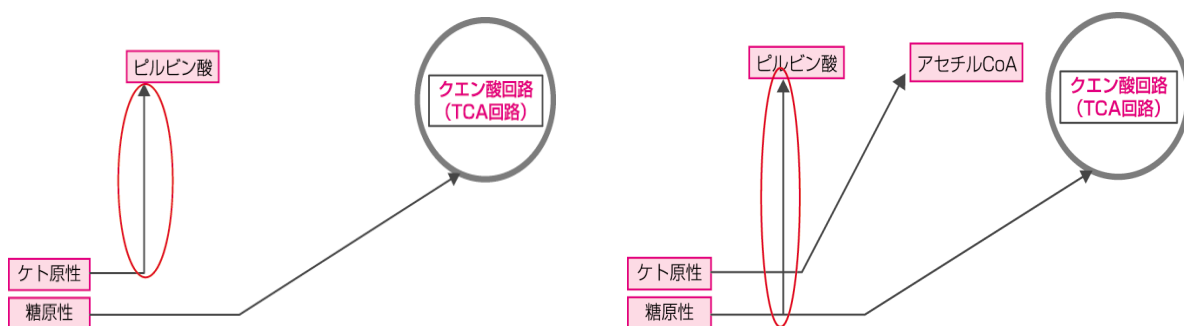 ピルビン酸
クエン酸回路
（TCA回路）
ケト原性
糖原性
ピルビン酸
アセチルCoA
クエン酸回路
（TCA回路）
ケト原性
糖原性